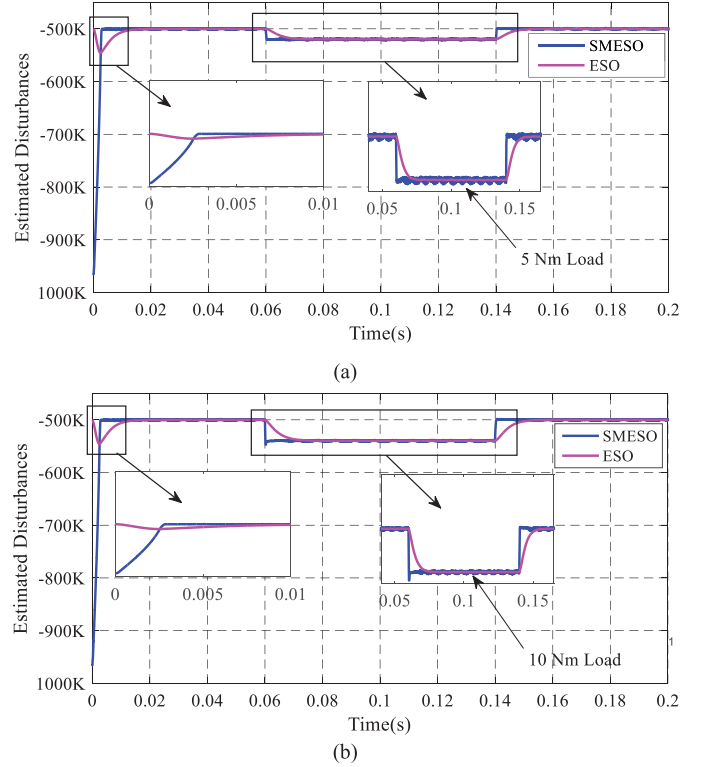 -500K
SMESO
ESO
-600K
-700K
0 0.005 0.01
0.05 0.1 0.15
-800K
-900K
5 Nm Load
1000K
0 0.02 0.04 0.06 0.08 0.1 0.12 0.14 0.16 0.18 0.2
Estimated Disturbances
Time(s)
(a)
-500K
SMESO
ESO
-600K
-700K
0 0.005 0.01
0.05 0.1 0.15
-800K
-900K
1
10 Nm Load
1000K
0 0.02 0.04 0.06 0.08 0.1 0.12 0.14 0.16 0.18 0.2
Estimated Disturbances
Time(s)
(b)